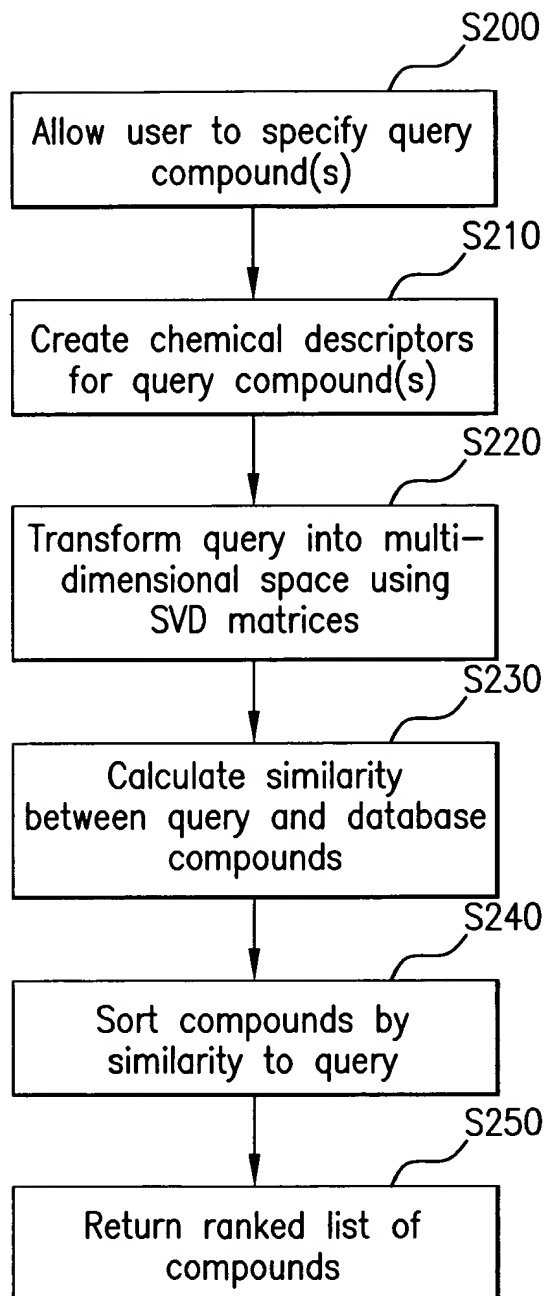 S200
Allow user to specify query
compound(s)
S210
Create chemical descriptors
for query compound(s)
S220
Transform query into multi-
dimensional space using
SVD matrices
S230
Calculate similarity
between query and database
compounds
S240
Sort compounds by
similarity to query
S250
Return ranked list of
compounds